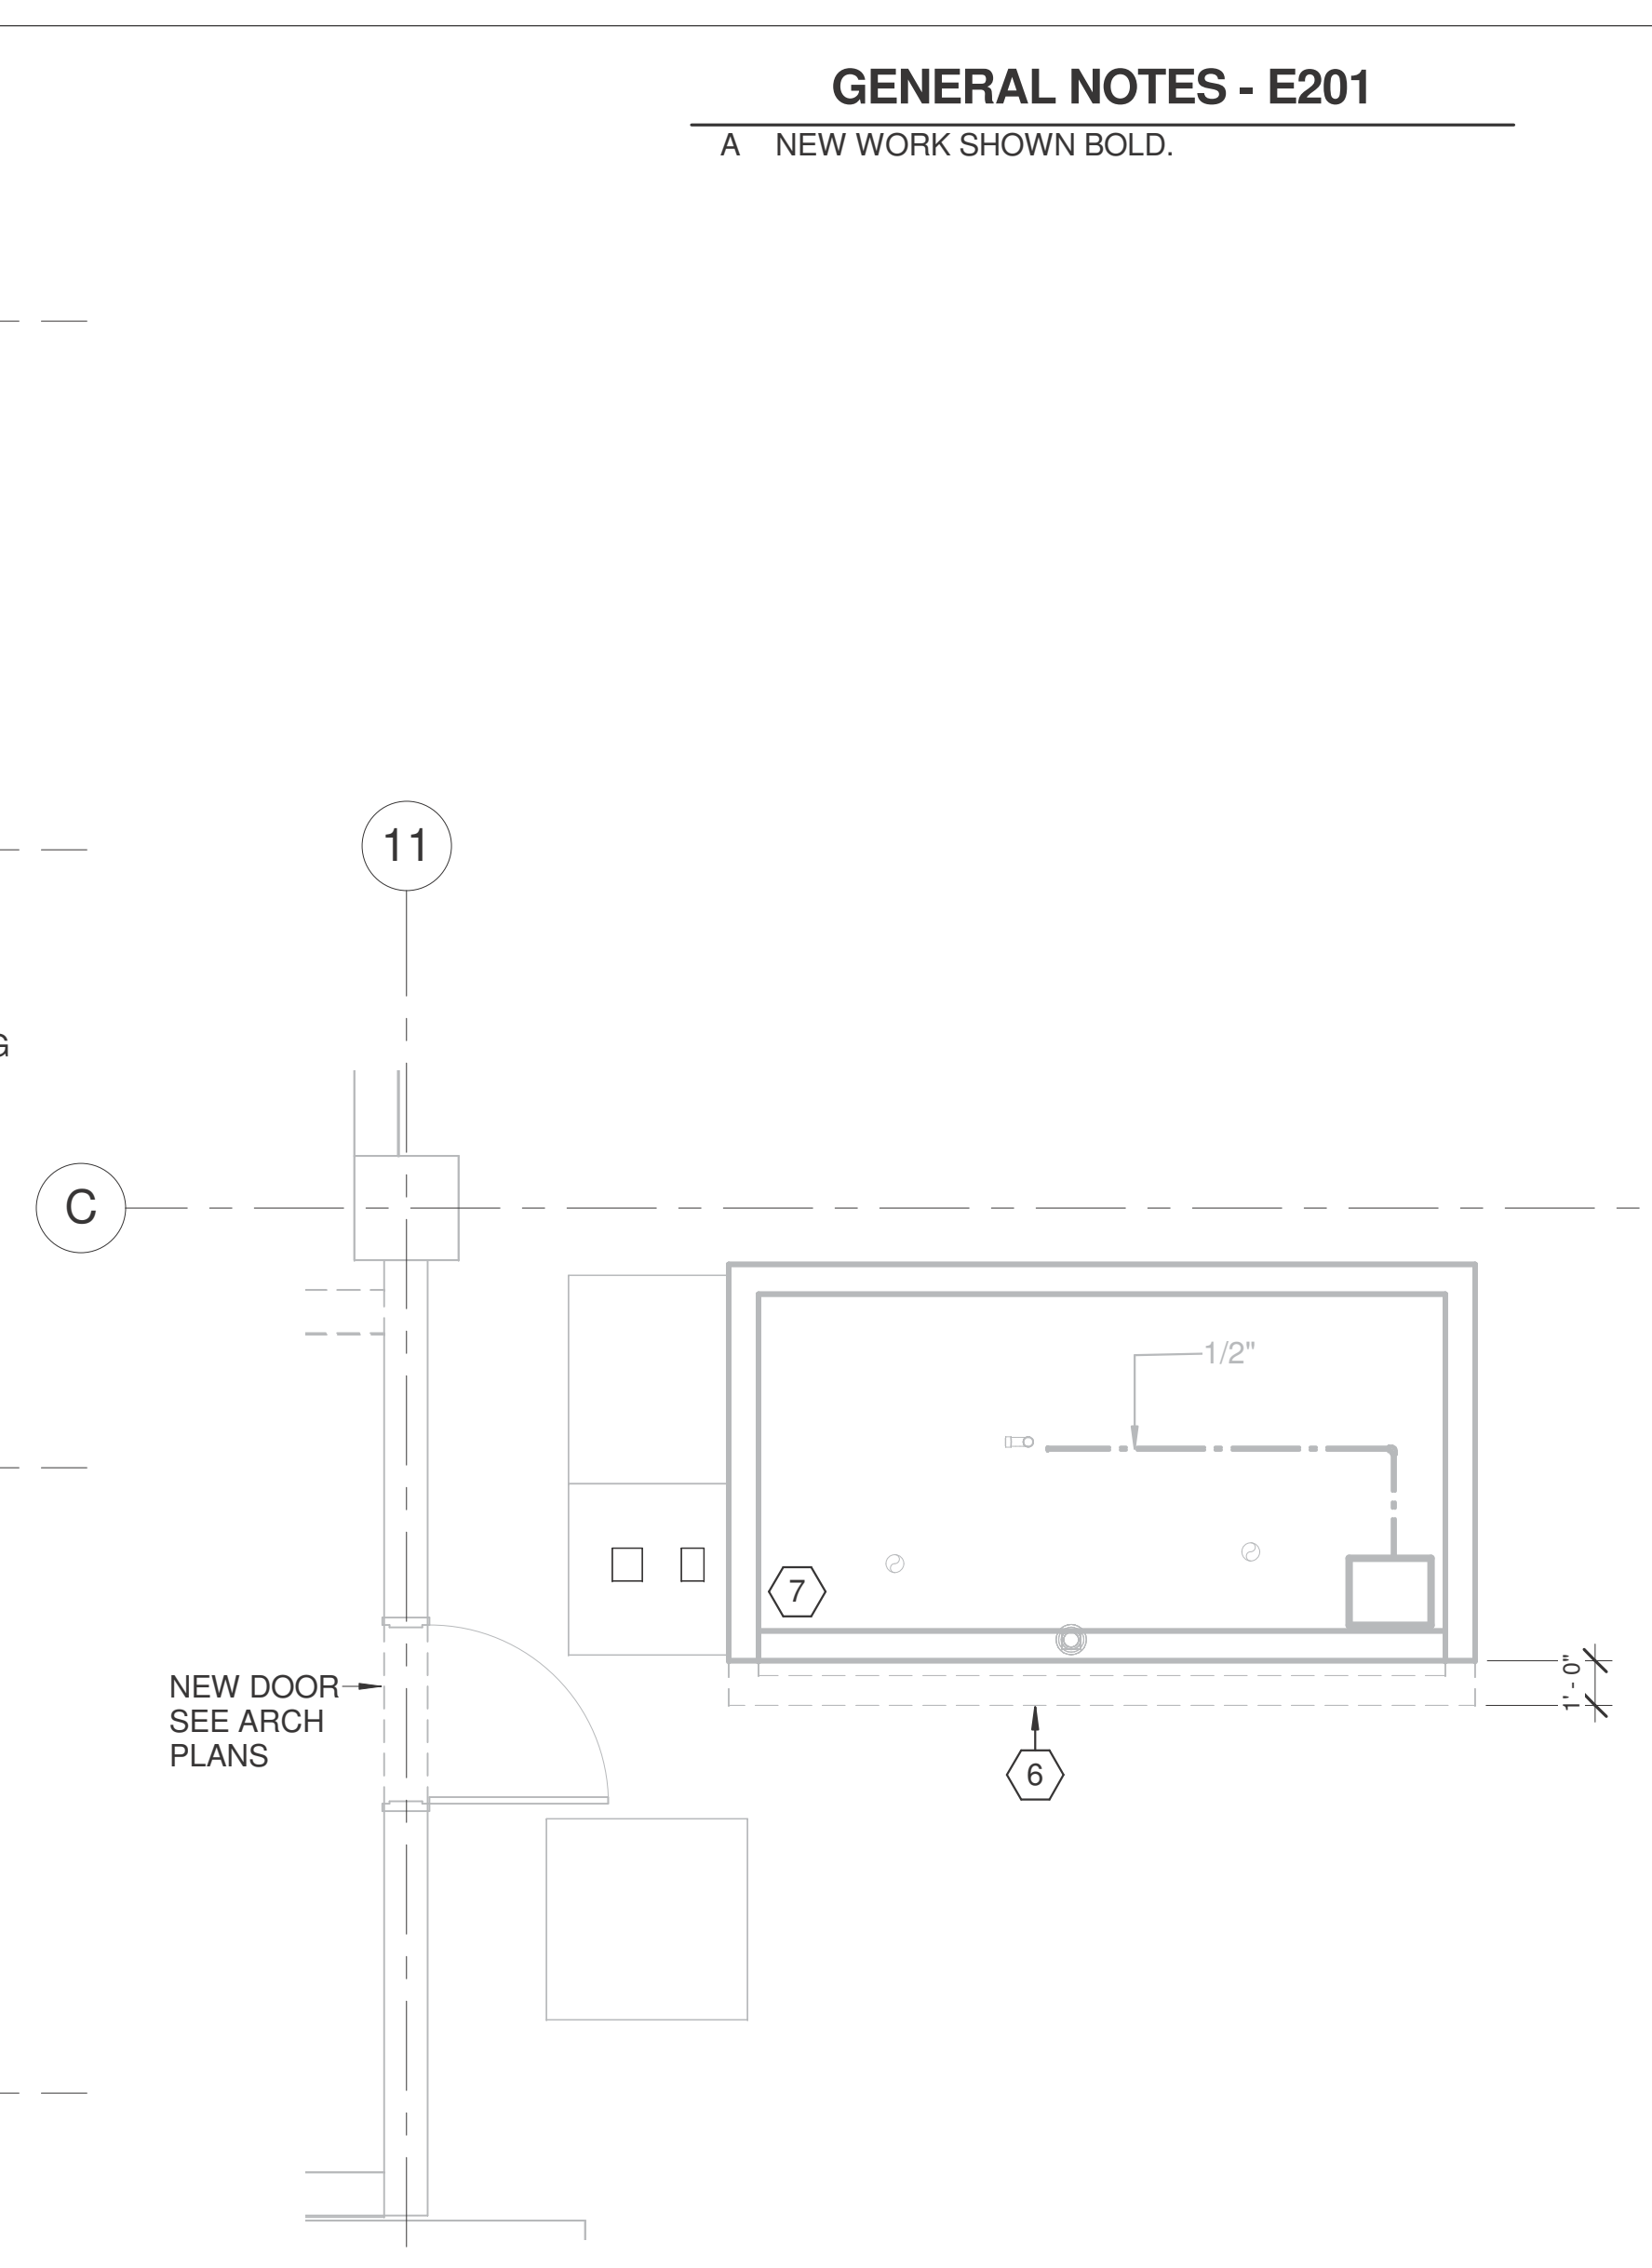 GENERAL NOTES - E201
A NEW WORK SHOWN BOLD.
11
G
C
1/2"
7
1' - 0"
NEW DOOR
SEE ARCH
PLANS
6